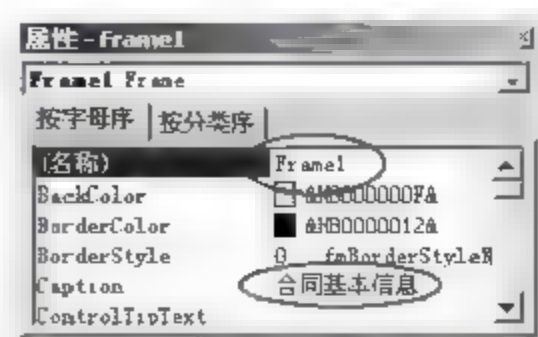 属性 - Frame1
Frame1 Frame
按字母序 按分类序
(名称) Frame1
BackColor &H8000000F&
BorderColor &H80000012&
BorderStyle 0 - fmBorderStyleN
Caption 合同基本信息
ControlTipText